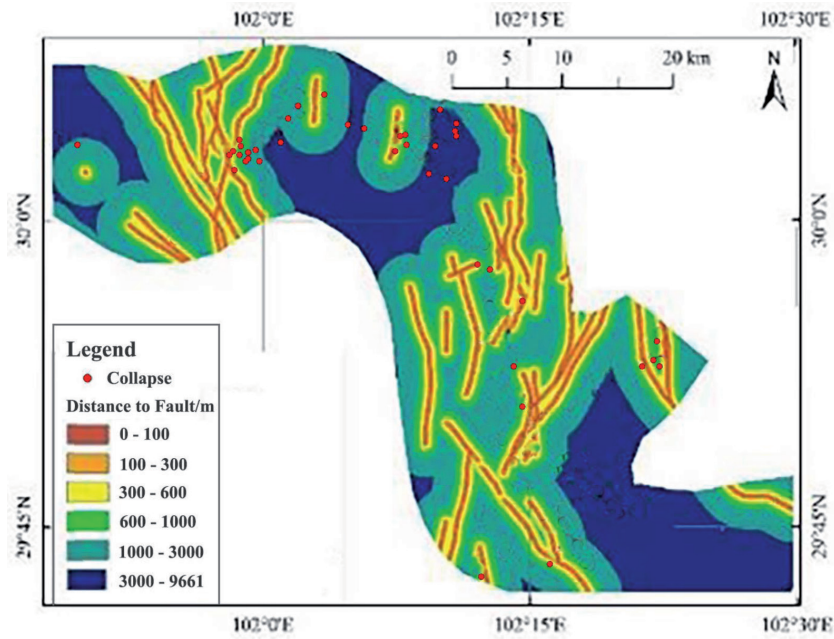 102°0'E 102°15'E 102°30'E
0 5 10 20 km
N
30°0'N 30°0'N
Legend
Collapse
Distance to Fault/m
0 - 100
100 - 300
300 - 600
600 - 1000
1000 - 3000
3000 - 9661
29°45'N 29°45'N
102°0'E 102°15'E 102°30'E